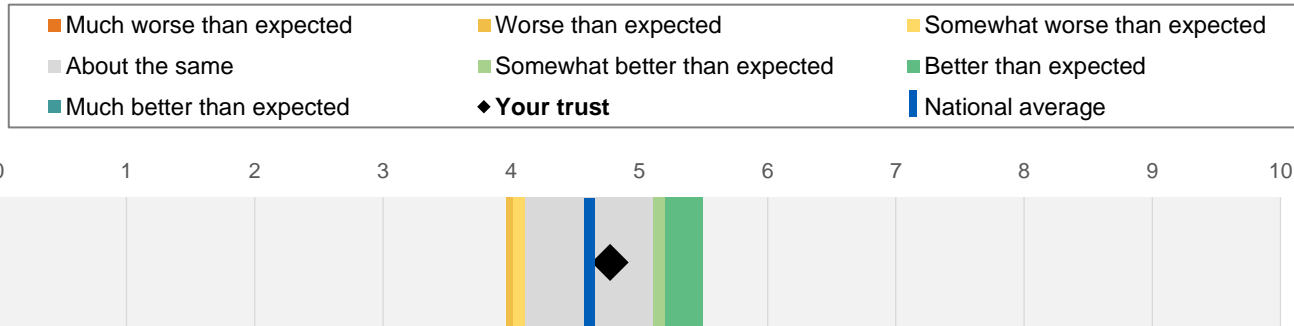 Much worse than expected Worse than expected Somewhat worse than expected
About the same Somewhat better than expected Better than expected
Much better than expected Your trust National average
0 1 2 3 4 5 6 7 8 9 10